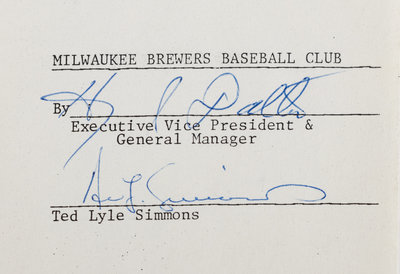 MILWAUKEE BREWERS BASEBALL CLUB
By
Executive Vice President &
General Manager
Ted Lyle Simmons